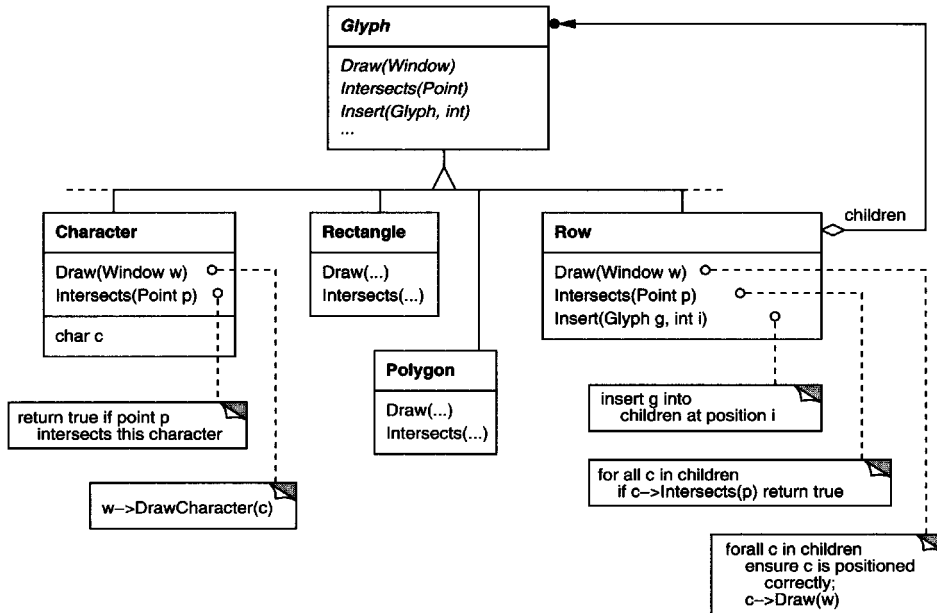 Glyph
Draw(Window)
Intersects(Point)
Insert(Glyph, int)
...
children
Character
Draw(Window w)
Intersects(Point p)
char c
Rectangle
Draw(...)
Intersects(...)
Row
Draw(Window w)
Intersects(Point p)
Insert(Glyph g, int i)
Polygon
Draw(...)
Intersects(...)
return true if point p
intersects this character
w->DrawCharacter(c)
insert g into
children at position i
for all c in children
if c->Intersects(p) return true
forall c in children
ensure c is positioned
correctly;
c->Draw(w)